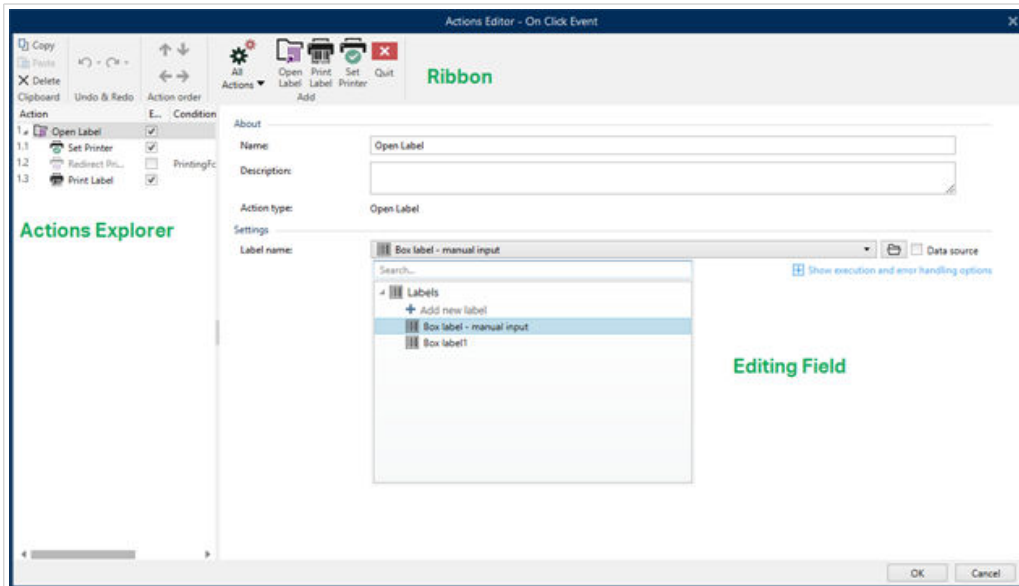 Actions Editor - On Click Event
Copy
Paste
Delete
Clipboard
Undo & Redo
Action order
All Actions
Open Label
Print Label
Set Printer
Quit
Add
Ribbon
Action E... Condition
1 Open Label
1.1 Set Printer
1.2 Redirect Pri... PrintingFc
1.3 Print Label
Actions Explorer
About
Name: Open Label
Description:
Action type: Open Label
Settings
Label name: Box label - manual input Data source
Search...
Show execution and error handling options
Labels
Add new label
Box label - manual input
Box label1
Editing Field
OK Cancel